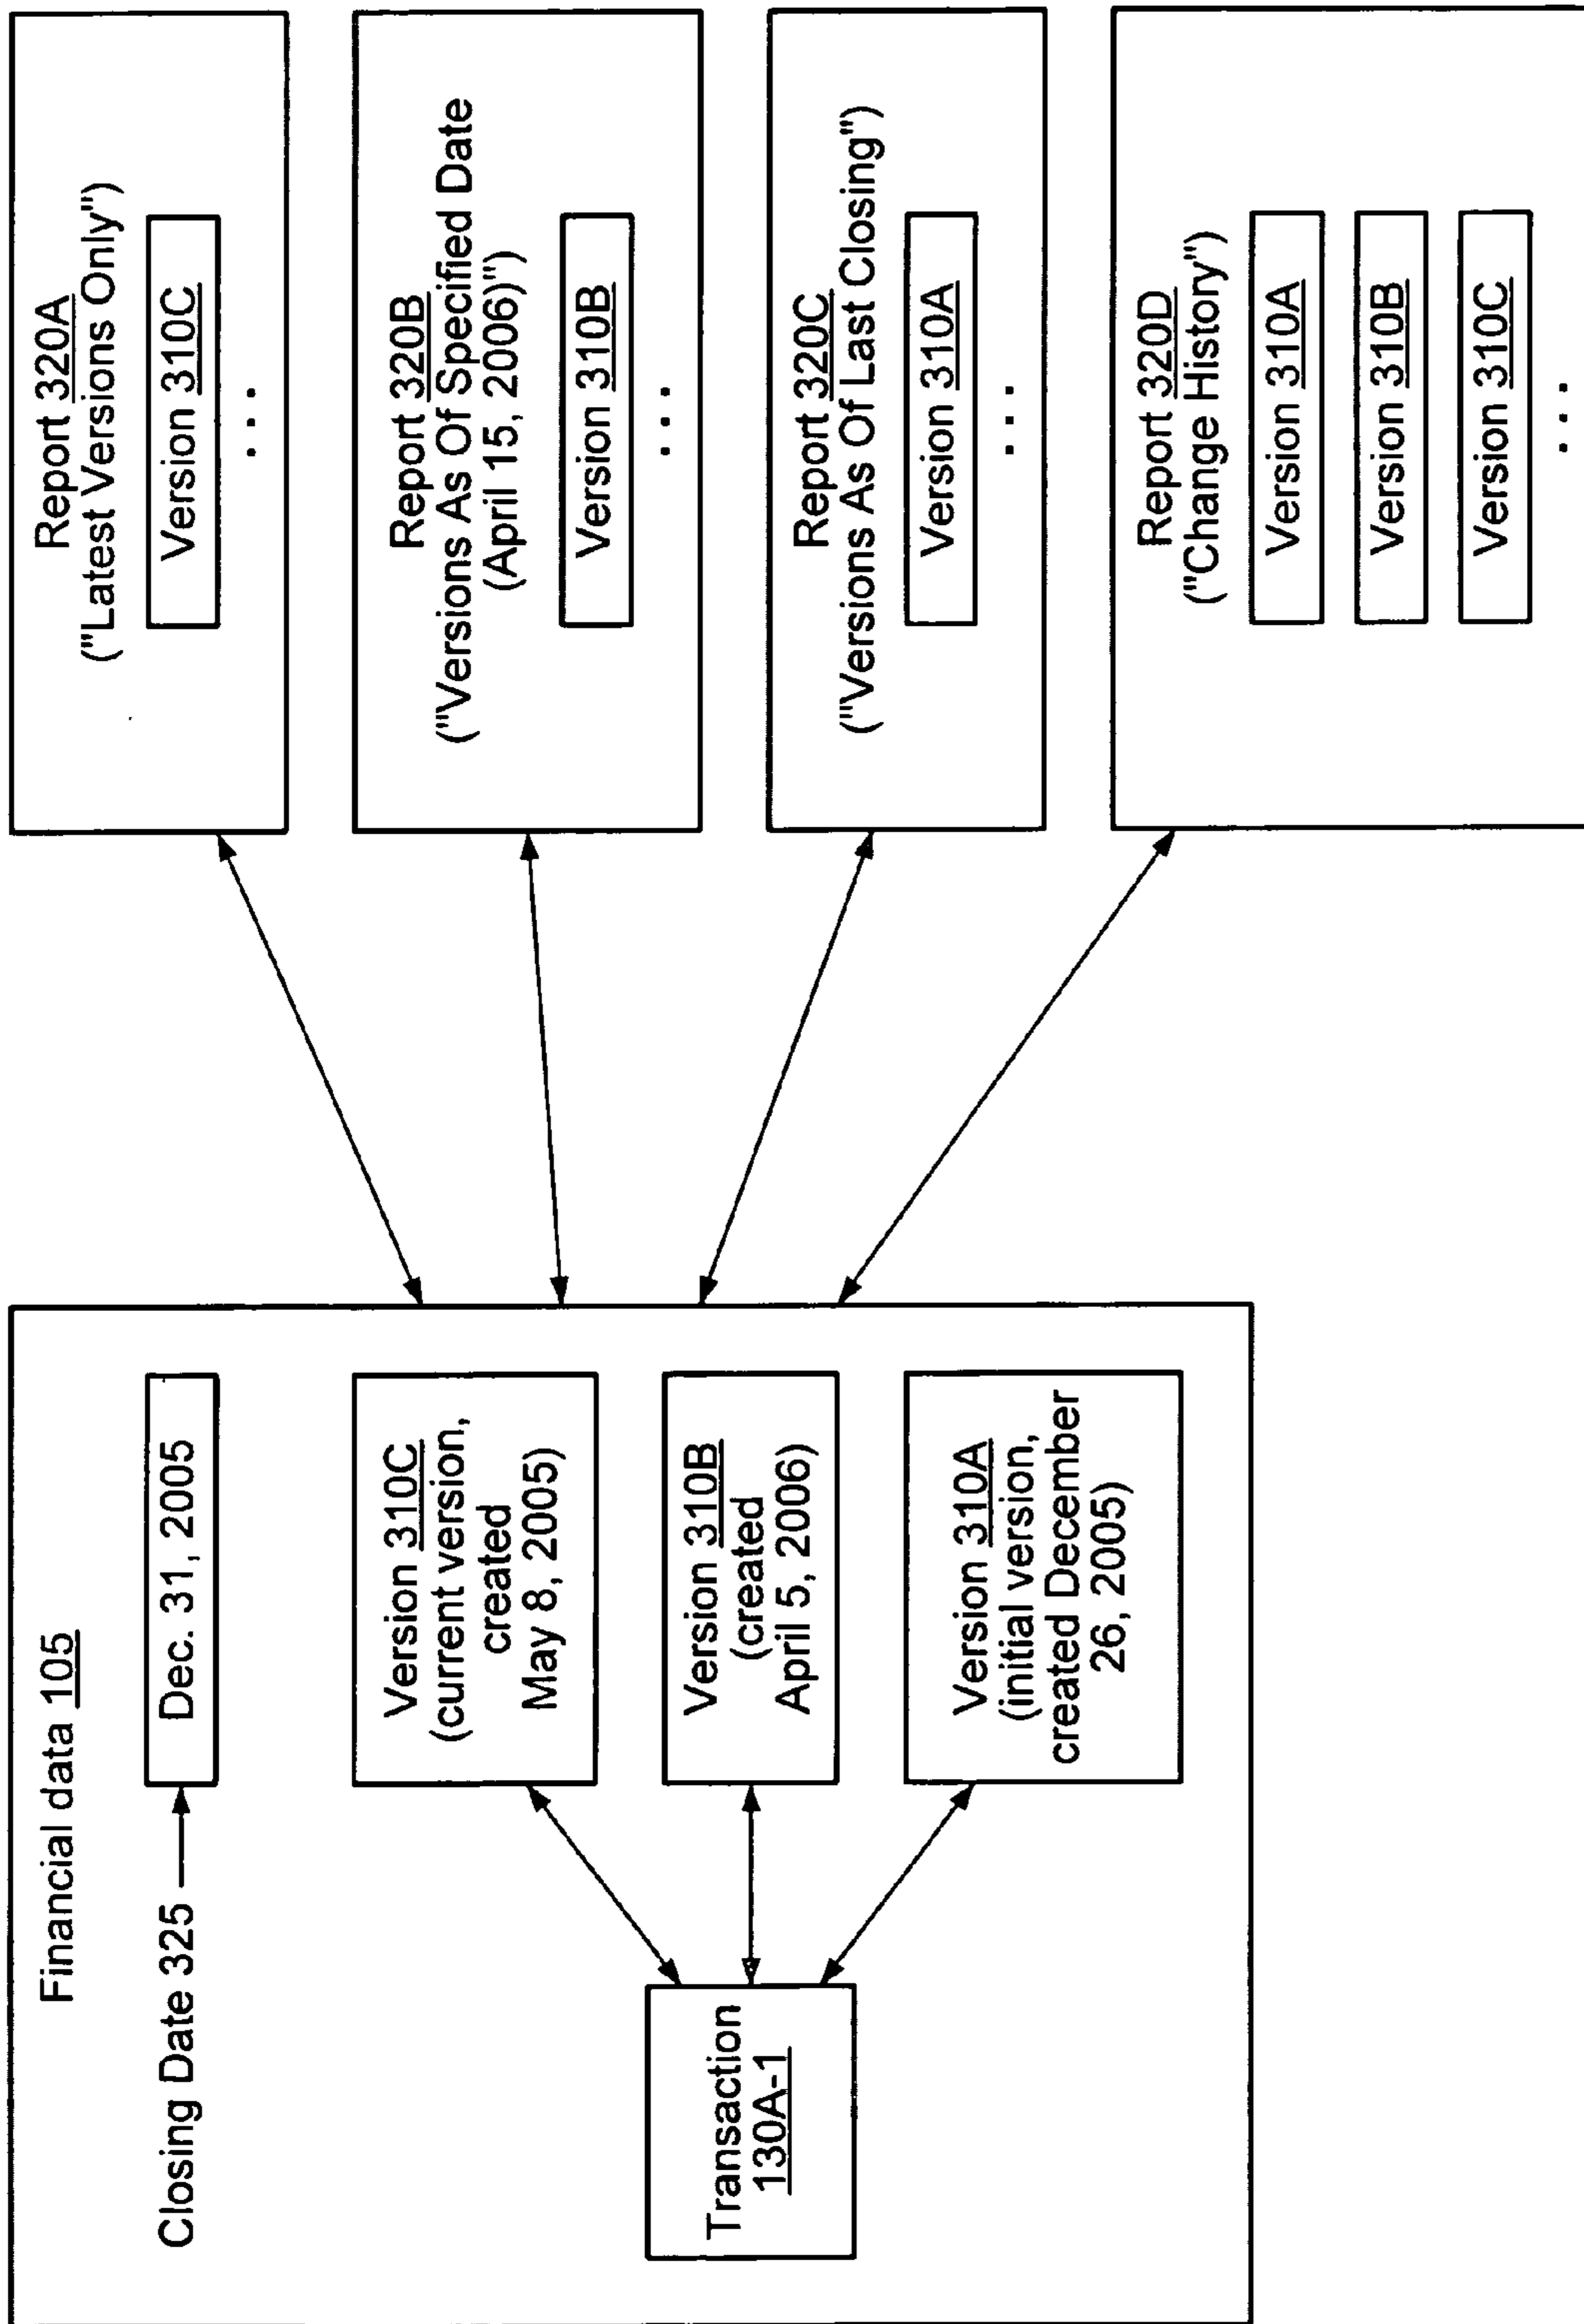 Financial data 105
Closing Date 325
Dec. 31, 2005
Transaction
130A-1
Version 310C
(current version,
created
May 8, 2005)
Version 310B
(created
April 5, 2006)
Version 310A
(initial version,
created December
26, 2005)
Report 320A
("Latest Versions Only")
Version 310C
...
Report 320B
("Versions As Of Specified Date
(April 15, 2006)")
Version 310B
...
Report 320C
("Versions As Of Last Closing")
Version 310A
...
Report 320D
("Change History")
Version 310A
Version 310B
Version 310C
...